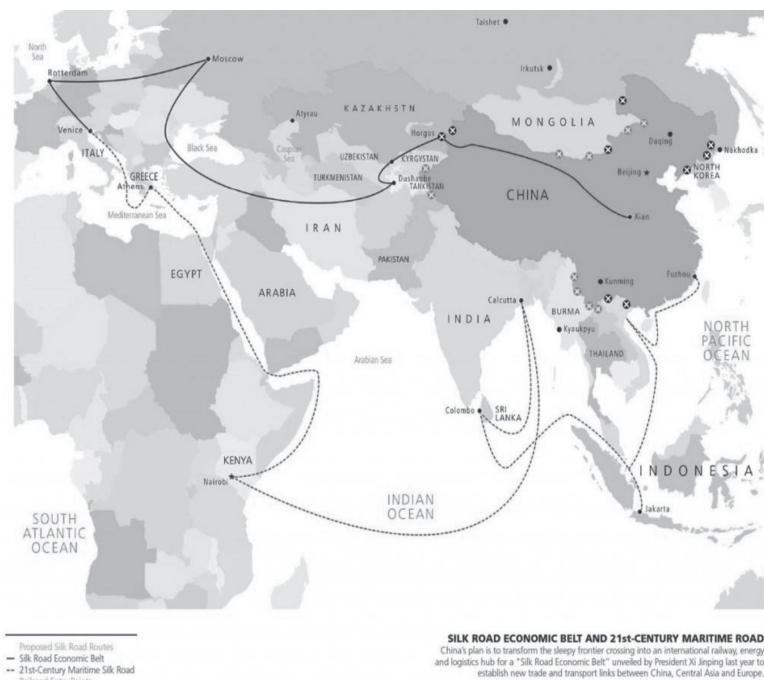 Taishet
North
Sea
Moscow
Rotterdam
Irkutsk
KAZAKHSTN
MONGOLIA
Atyrau
Horgos
Daqing
Nakhodka
Venice
ITALY
Black Sea
Caspian
Sea
UZBEKISTAN
KYRGYSTAN
NORTH
KOREA
Beijing
GREECE
Athens
TURKMENISTAN
Dushanbe
TAHKISTAN
CHINA
Mediterranean Sea
Xian
IRAN
EGYPT
PAKISTAN
ARABIA
Fuzhou
Kunming
Calcutta
INDIA
BURMA
Kyaukpyu
NORTH
PACIFIC
OCEAN
Arabian Sea
THAILAND
Colombo
SRI
LANKA
KENYA
Nairobi
INDONESIA
INDIAN
OCEAN
SOUTH
ATLANTIC
OCEAN
Jakarta
Proposed Silk Road Routes
Silk Road Economic Belt
21st-Century Maritime Silk Road
SILK ROAD ECONOMIC BELT AND 21st-CENTURY MARITIME ROAD
China's plan is to transform the sleepy frontier crossing into an international railway, energy
and logistics hub for a "Silk Road Economic Belt" unveiled by President Xi Jinping last year to
establish new trade and transport links between China, Central Asia and Europe.